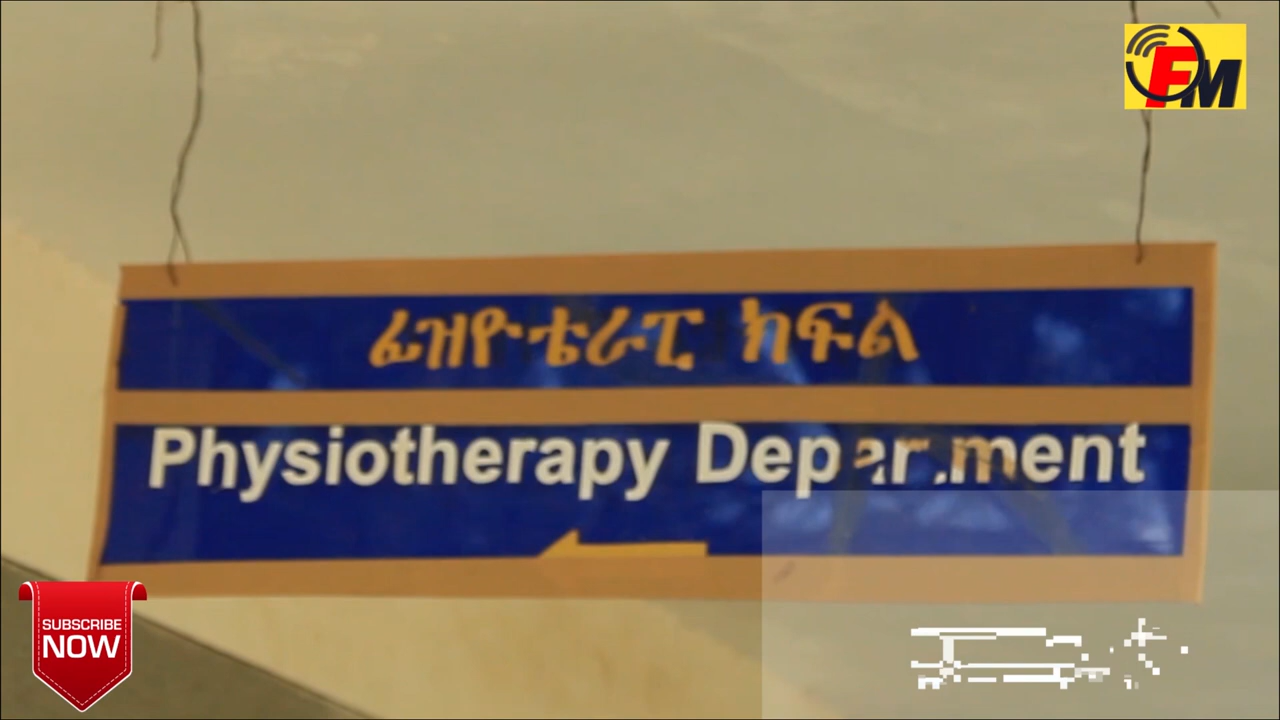 FM
ፊዝዮቴራፒ ክፍል
Physiotherapy Department
SUBSCRIBE
NOW